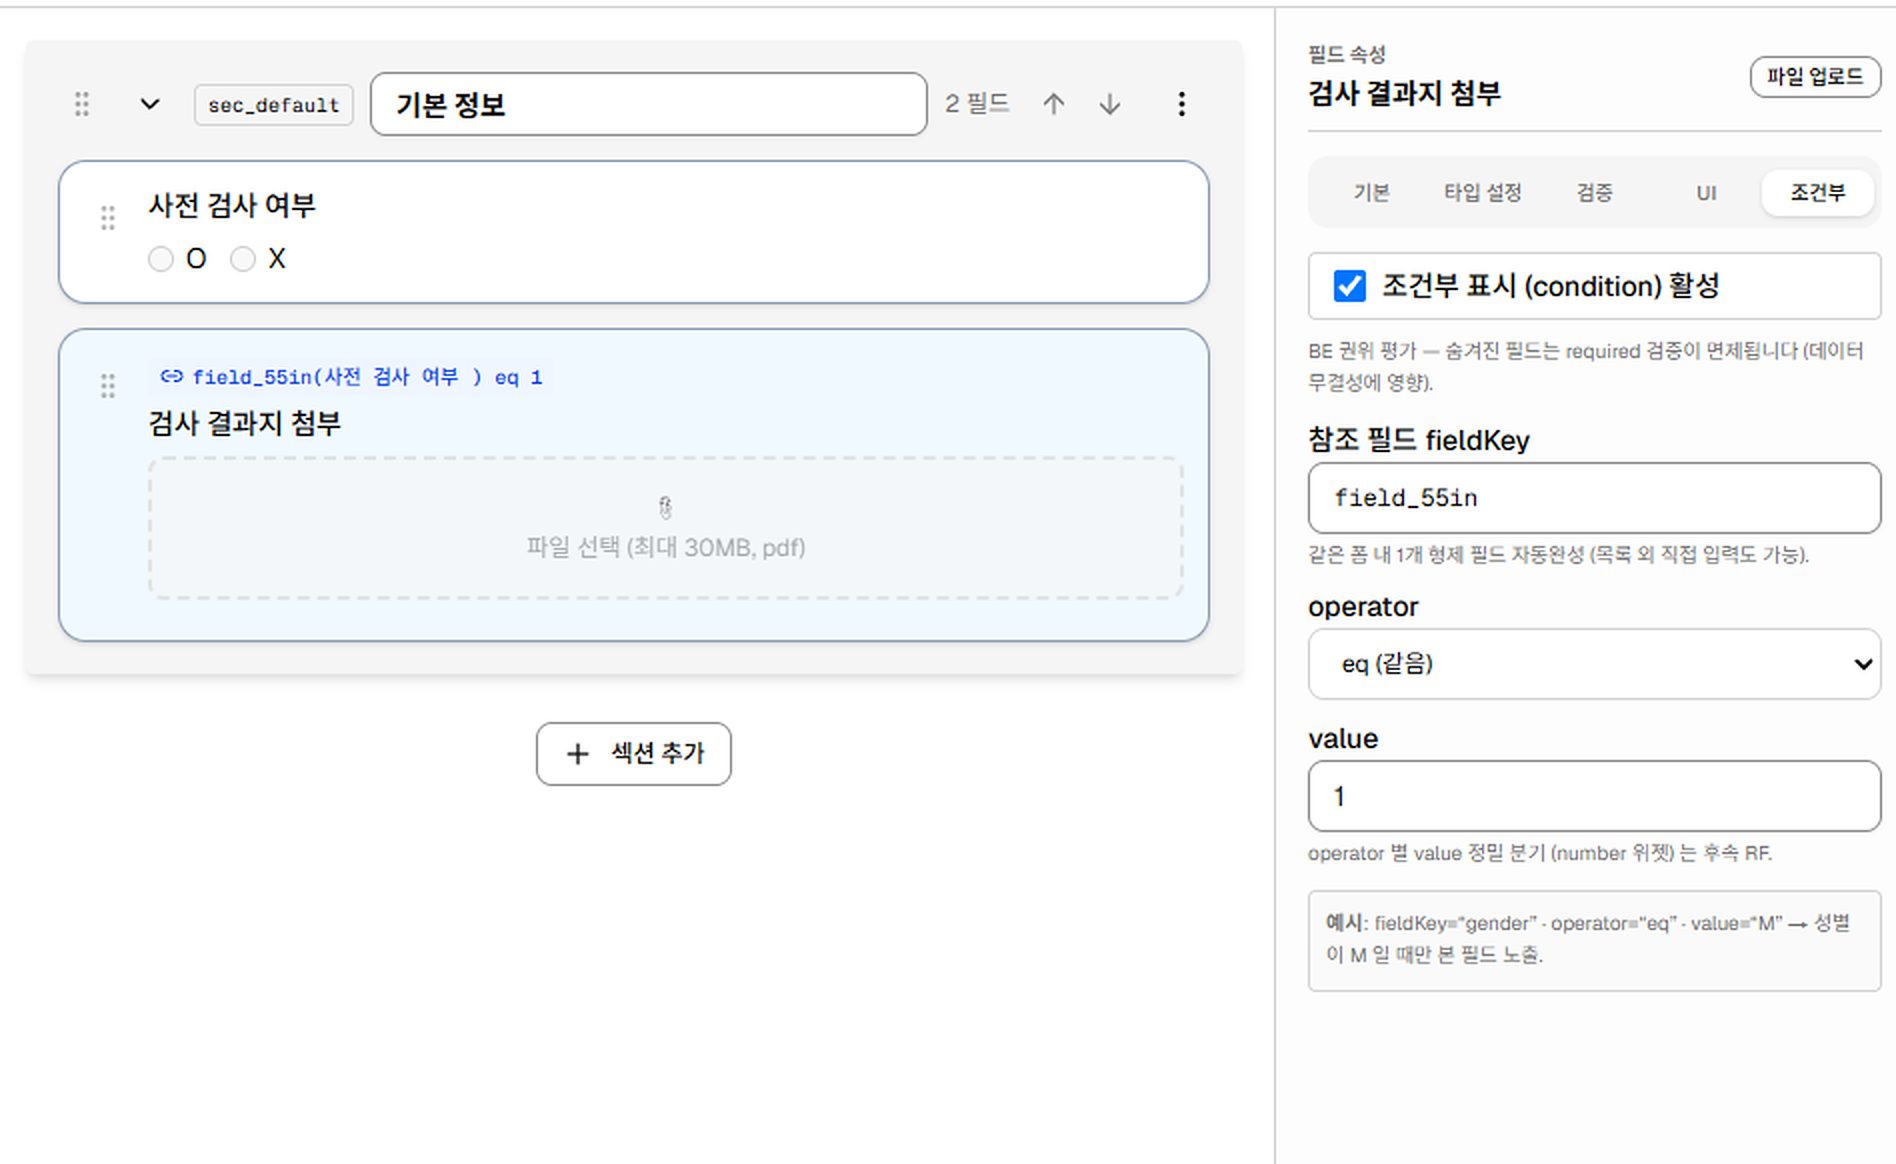 sec_default
기본 정보
2 필드
사전 검사 여부
O X
field_55in(사전 검사 여부 ) eq 1
검사 결과지 첨부
파일 선택 (최대 30MB, pdf)
섹션 추가
필드 속성
검사 결과지 첨부
파일 업로드
기본 타입 설정 검증 UI 조건부
조건부 표시 (condition) 활성
BE 권위 평가 — 숨겨진 필드는 required 검증이 면제됩니다 (데이터
무결성에 영향).
참조 필드 fieldKey
field_55in
같은 폼 내 1개 형제 필드 자동완성 (목록 외 직접 입력도 가능).
operator
eq (같음)
value
1
operator 별 value 정밀 분기 (number 위젯) 는 후속 RF.
예시: fieldKey=“gender” · operator=“eq” · value=“M” → 성별
이 M 일 때만 본 필드 노출.